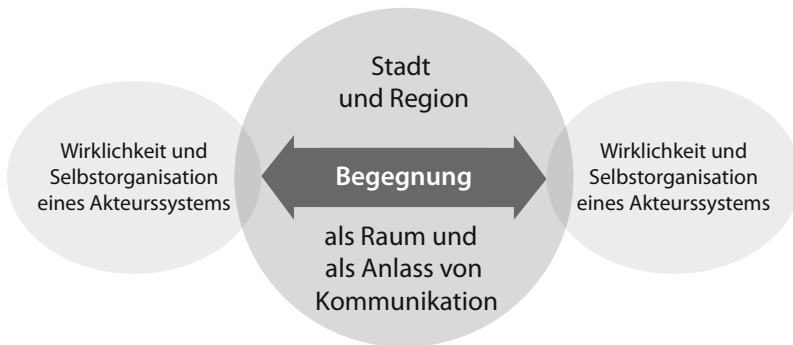 Stadt
und Region
Wirklichkeit und
Selbstorganisation
eines Akteurssystems
Begegnung
Wirklichkeit und
Selbstorganisation
eines Akteurssystems
als Raum und
als Anlass von
Kommunikation